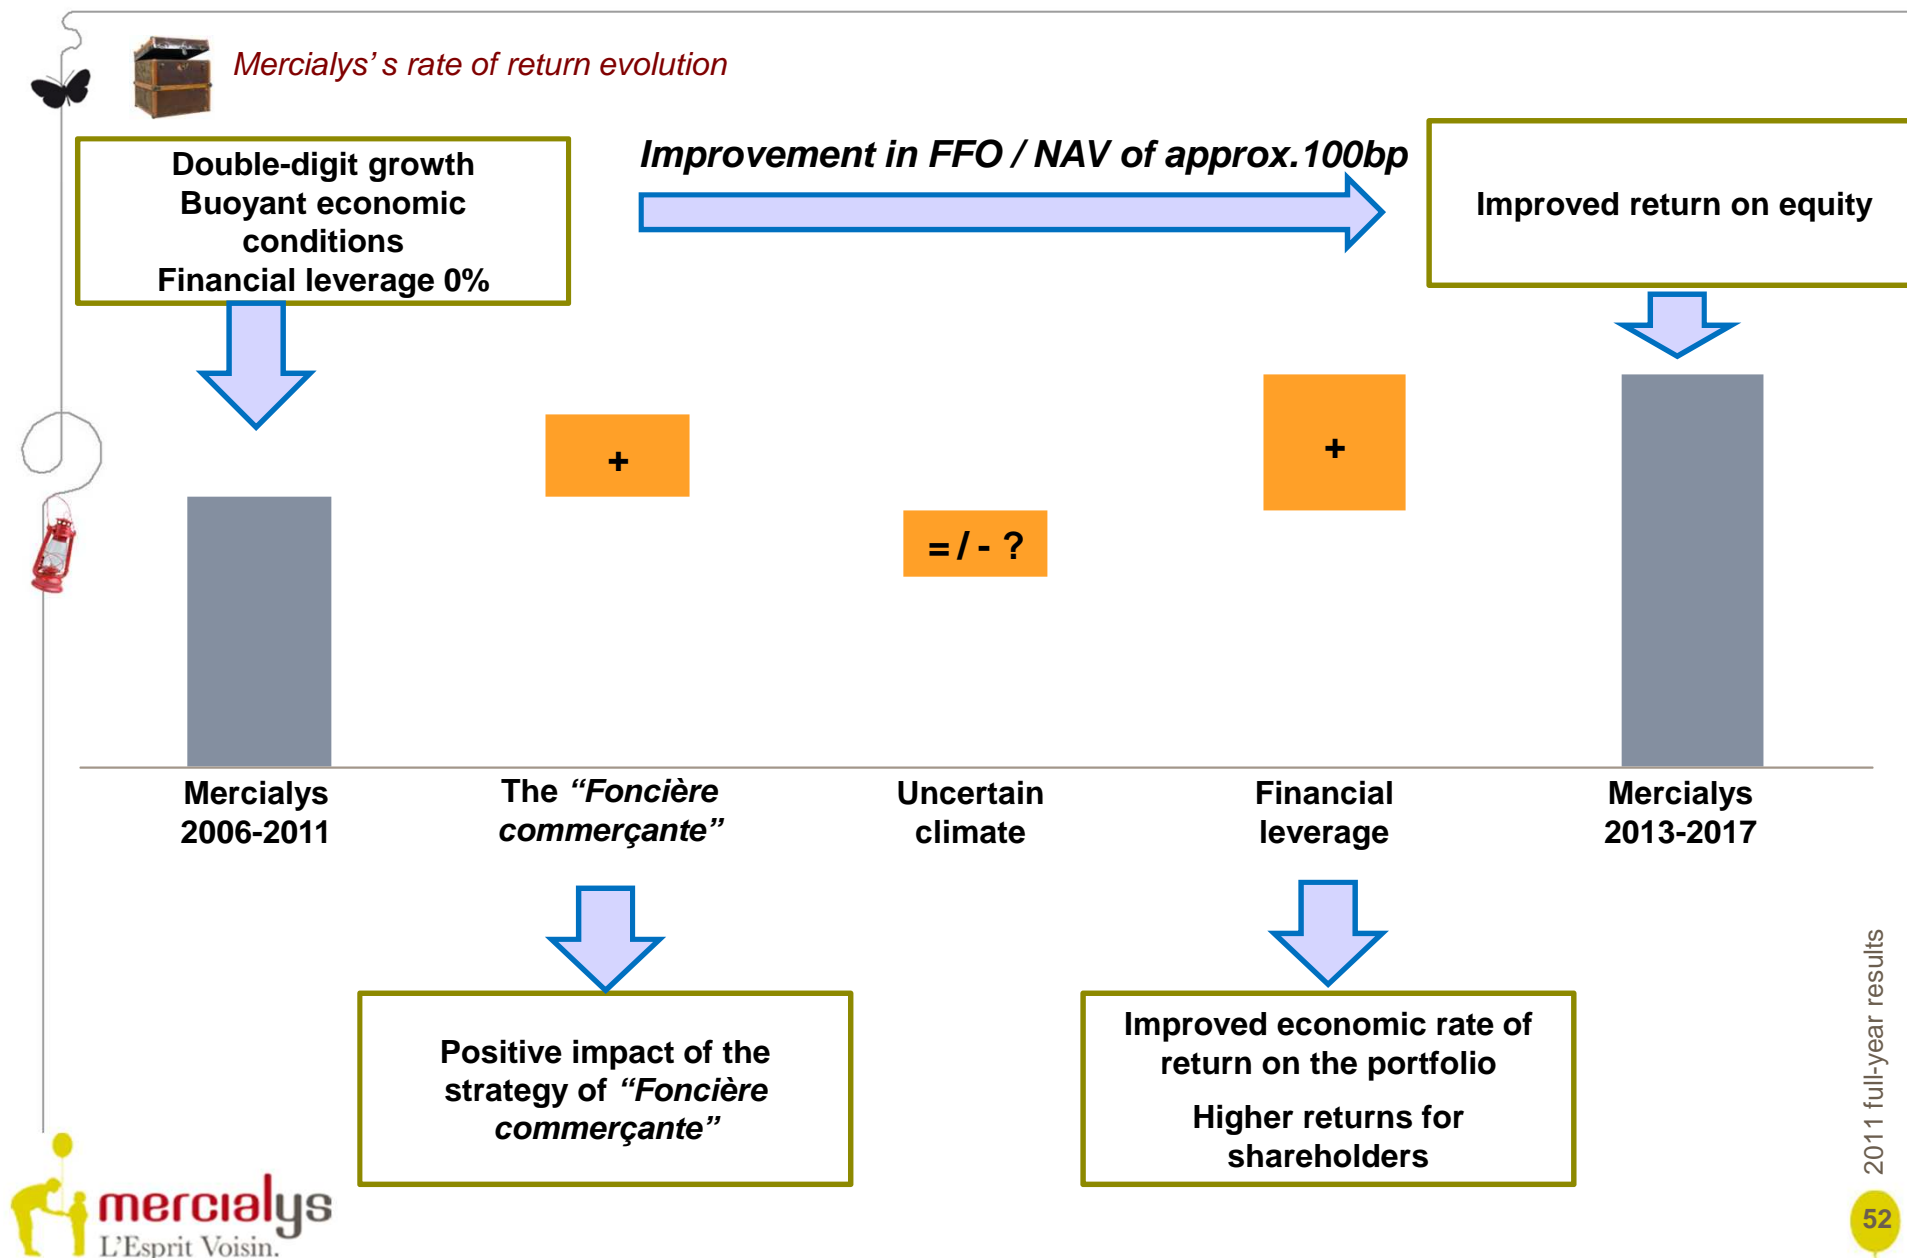 Mercialys’ s rate of return evolution
Double-digit growth
Buoyant economic
conditions
Financial leverage 0%
Improvement in FFO / NAV of approx.100bp
Improved return on equity
+
= / - ?
+
Mercialys
2006-2011
The “Foncière
commerçante”
Uncertain
climate
Financial
leverage
Mercialys
2013-2017
Positive impact of the
strategy of “Foncière
commerçante”
Improved economic rate of
return on the portfolio
Higher returns for
shareholders
2011 full-year results
mercialys
L'Esprit Voisin.
52